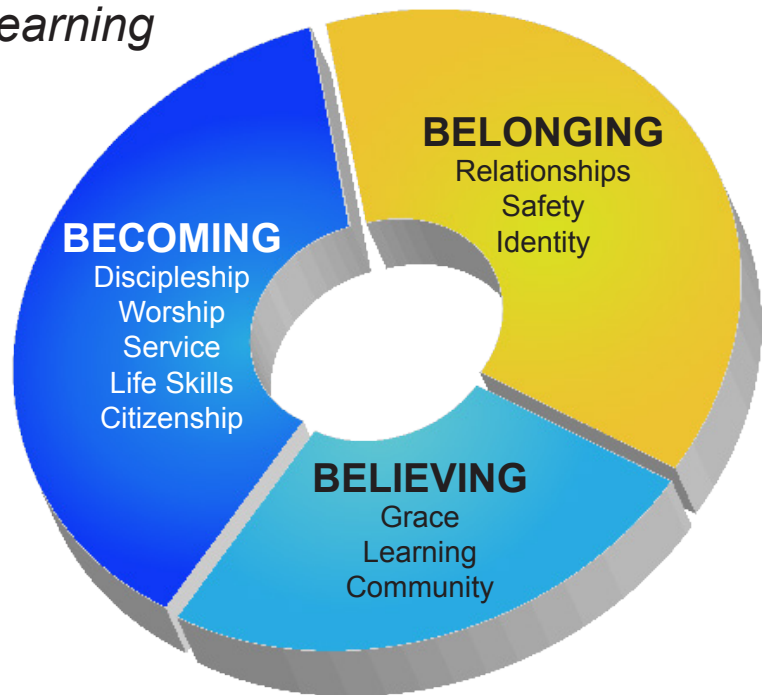 earning
BELONGING
Relationships
Safety
Identity
BECOMING
Discipleship
Worship
Service
Life Skills
Citizenship
BELIEVING
Grace
Learning
Community